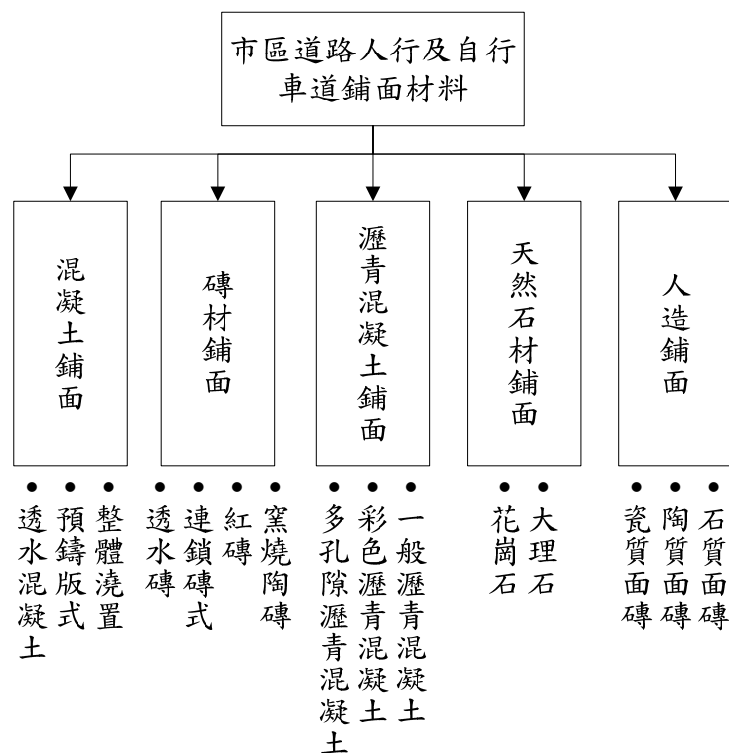 市區道路人行及自行
車道鋪面材料
混凝土鋪面
磚材鋪面
瀝青混凝土鋪面
天然石材鋪面
人造鋪面
● 整體澆置
● 預鑄版式
● 透水混凝土
● 窯燒陶磚
● 紅磚
● 連鎖磚式
● 透水磚
● 一般瀝青混凝土
● 彩色瀝青混凝土
● 多孔隙瀝青混凝土
● 大理石
● 花崗石
● 石質面磚
● 陶質面磚
● 瓷質面磚